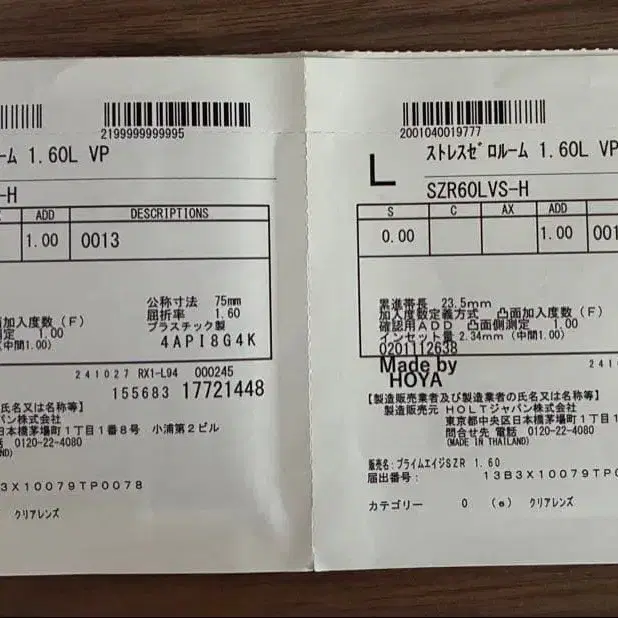 2199999999995
ーム 1.60L VP
-H
ADD DESCRIPTIONS
1.00 0013
公称寸法 75mm
屈折率 1.60
プラスチック製
4API8G4K
面加入度数(F)
定 1.00
(中間1.00)
241027 RX1-L94 000245
155683 17721448
の氏名又は名称等】
パン株式会社
日本橋茅場町1丁目1番8号 小浦第2ビル
話 0120-22-4080
ND)
3X10079TP0078
クリアレンズ
2001040019777
L
ストレスゼロルーム 1.60L VP
SZR60LVS-H
S C AX ADD
0.00 1.00 001
累進帯長 23.5mm
加入度数定義方式 凸面加入度数(F)
確認用ADD 凸面側測定 1.00
インセット量 2.34mm (中間1.00)
0201112638
Made by
HOYA
241
【製造販売業者及び製造業者の氏名又は名称等】
製造販売元 HOLTジャパン株式会社
東京都中央区日本橋茅場町1丁目1
問合せ先 電話 0120-22-4080
(MADE IN THAILAND)
販売名:プライムエイジSZR 1.60
届出番号: 13B3X10079TP0
カテゴリー 0 (e) クリアレンズ